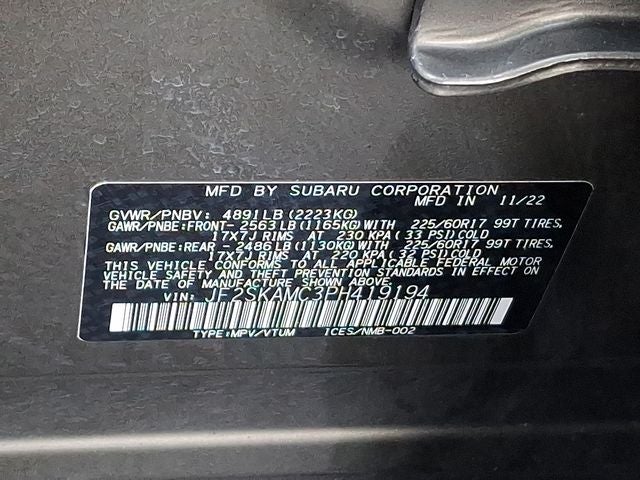 MFD BY SUBARU CORPORATION
MFD IN 11/22
GVWR/PNBV: 4891LB(2223KG)
GAWR/PNBE:FRONT- 2563LB(1165KG)WITH 225/60R17 99T TIRES,
17X7J RIMS AT 230 KPA( 33 PSI)COLD
GAWR/PNBE:REAR - 2486LB(1130KG)WITH 225/60R17 99T TIRES,
17X7J RIMS AT 220 KPA( 32 PSI)COLD
THIS VEHICLE CONFORMS TO ALL APPLICABLE FEDERAL MOTOR
VEHICLE SAFETY AND THEFT PREVENTION STANDARDS IN EFFECT ON
THE DATE OF MANUFACTURE SHOWN ABOVE.
VIN: JF2SKAMC3PH419194
TYPE:MPV/VTUM ICES/NMB-002